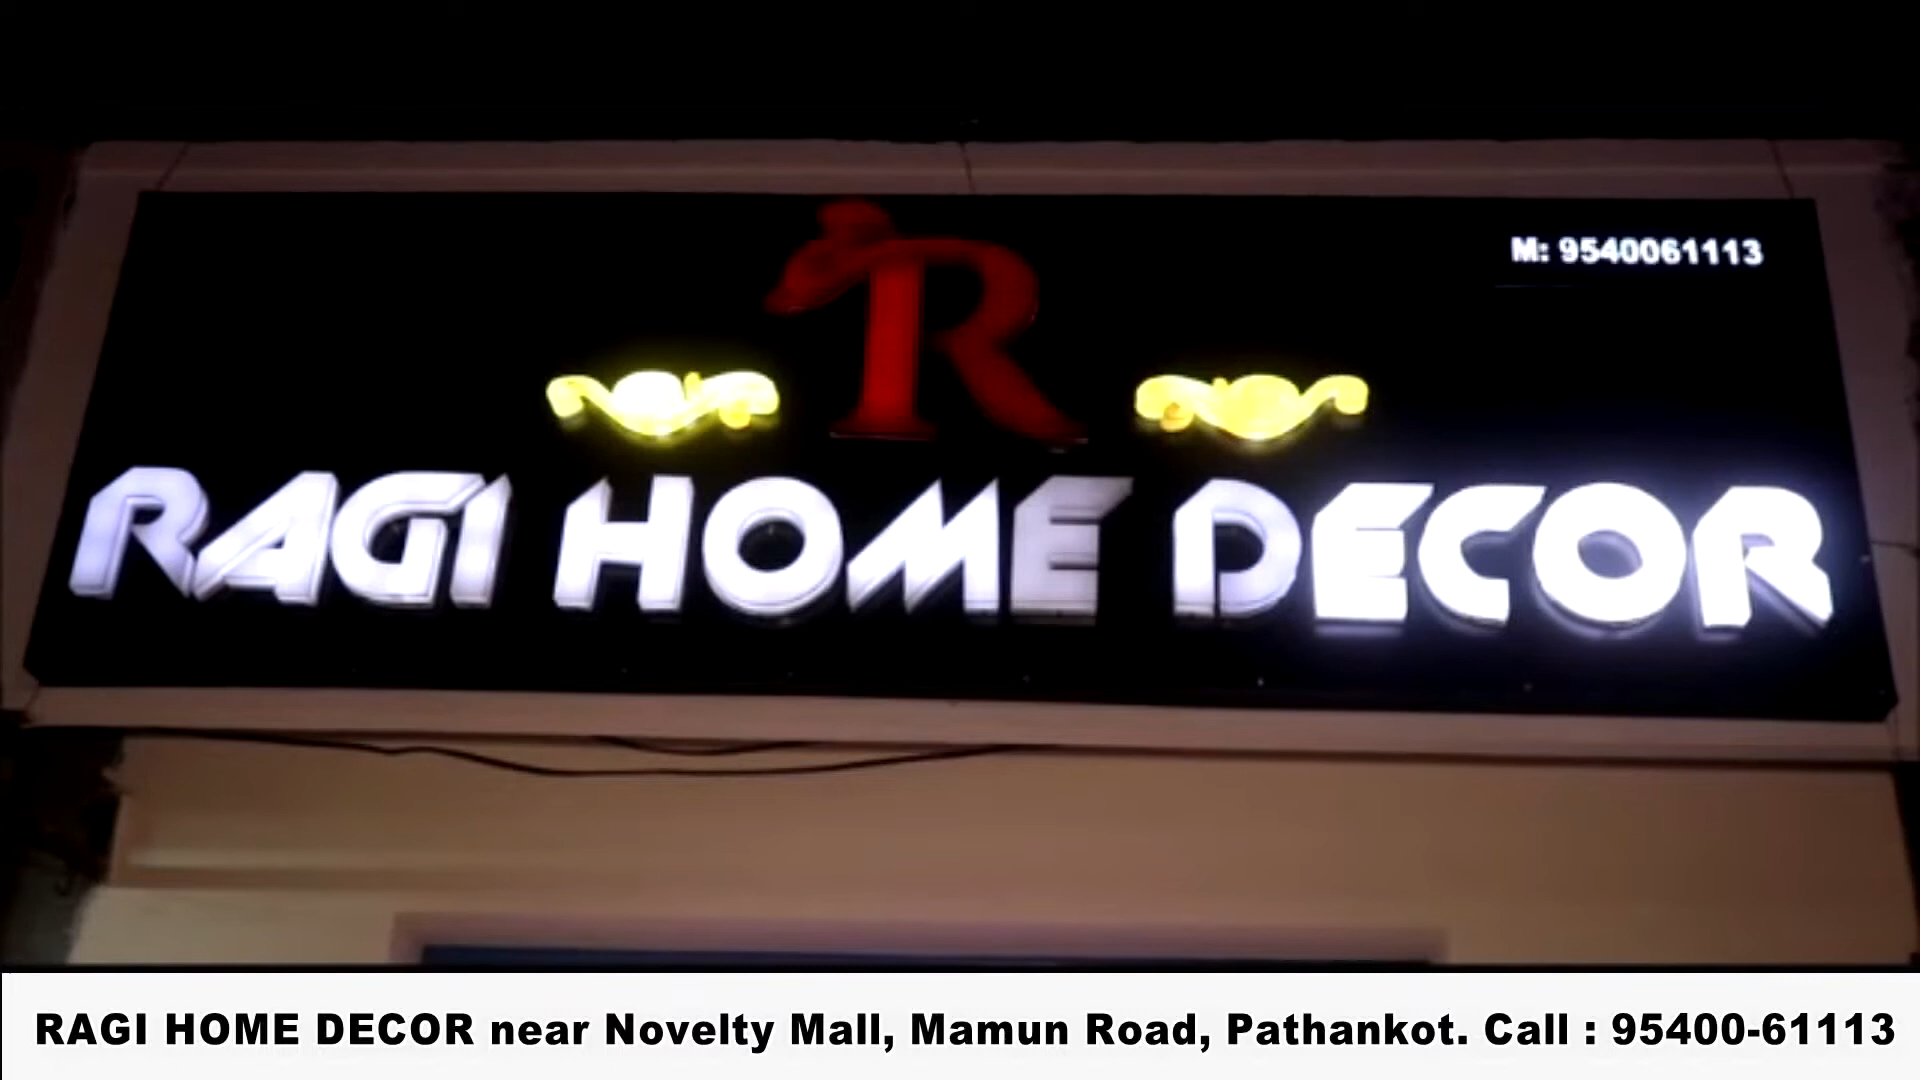 R
M: 9540061113
RAGI HOME DECOR
RAGI HOME DECOR near Novelty Mall, Mamun Road, Pathankot. Call : 95400-61113